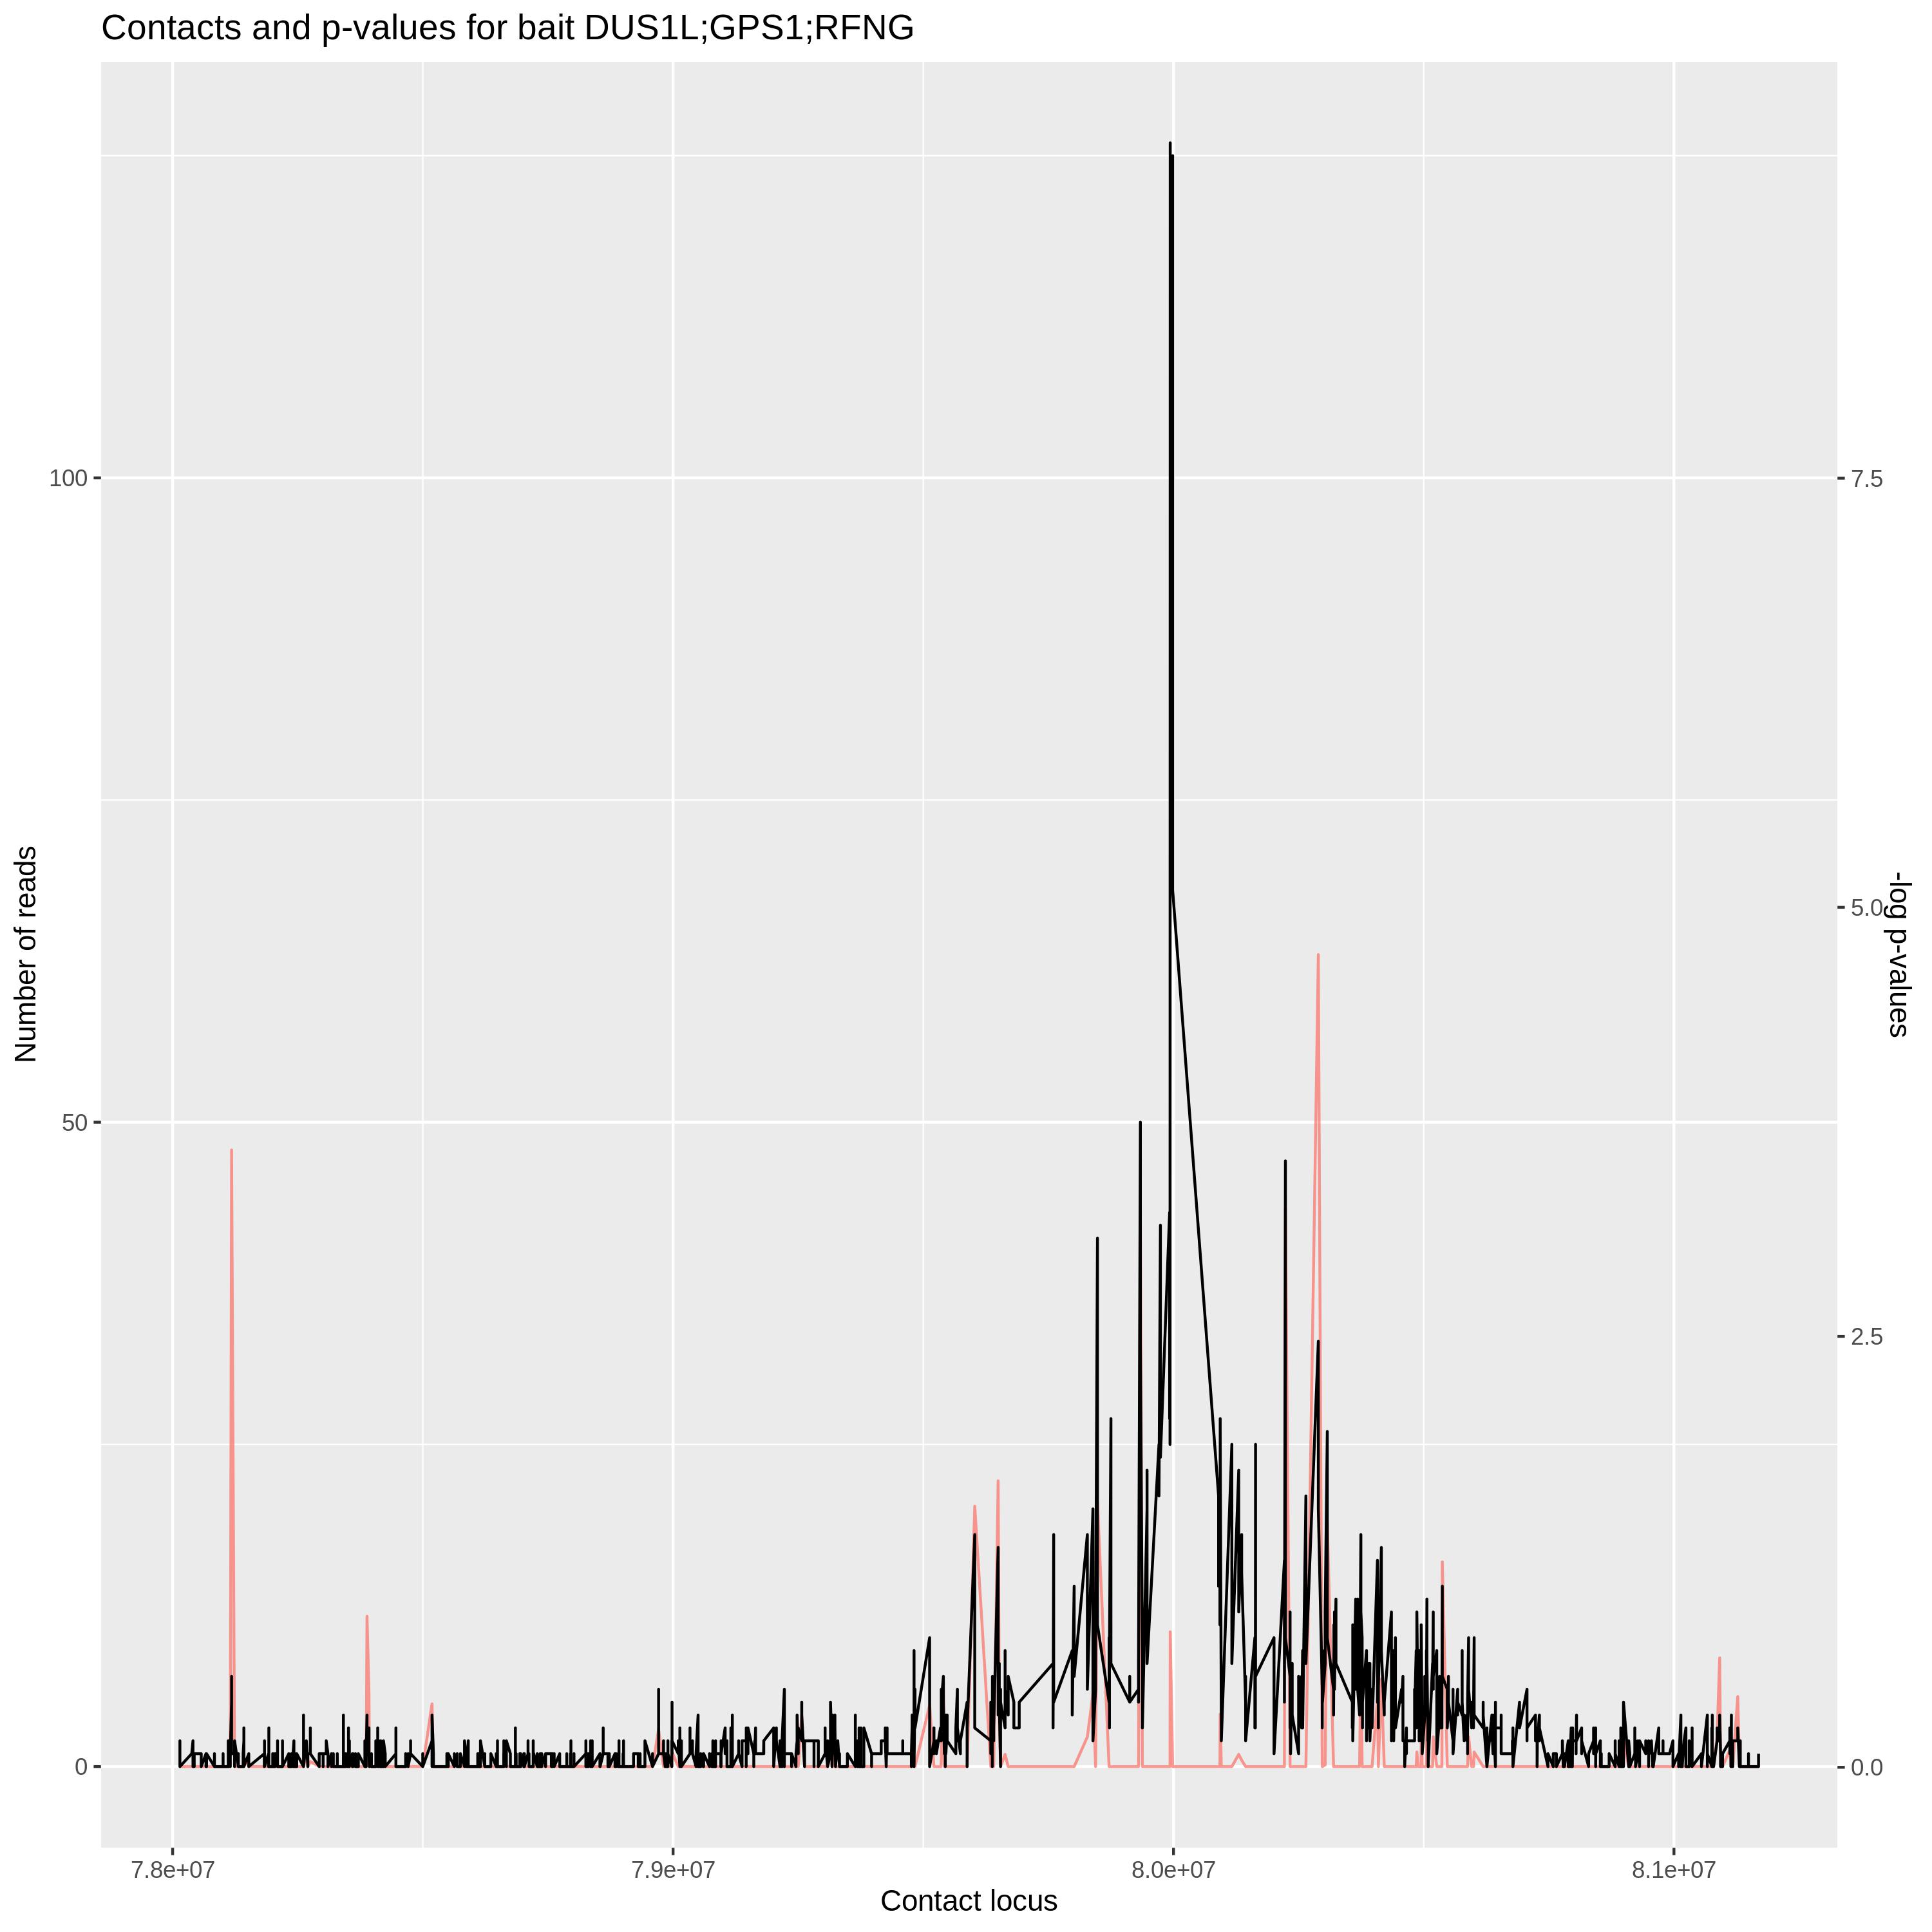 Contacts and p-values for bait DUS1L;GPS1;RFNG
Number of reads
100
50
0
7.5
5.0
2.5
0.0
-log p-values
7.8e+07
7.9e+07
8.0e+07
8.1e+07
Contact locus